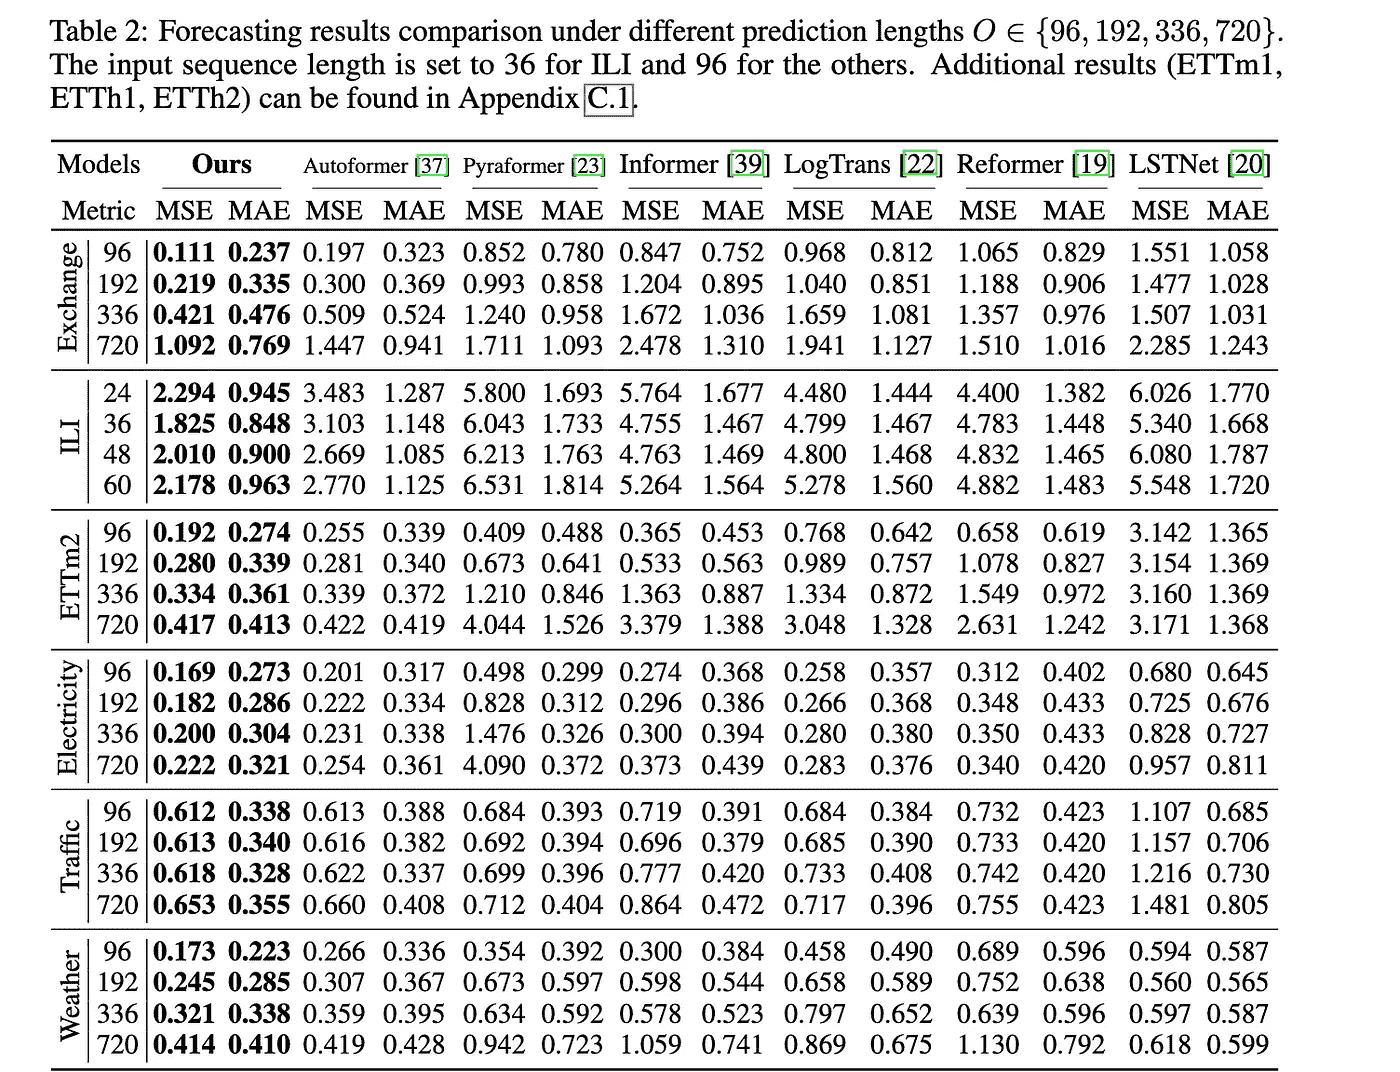 Table 2: Forecasting results comparison under different prediction lengths O ∈ {96, 192, 336, 720}.
The input sequence length is set to 36 for ILI and 96 for the others. Additional results (ETTm1,
ETTh1, ETTh2) can be found in Appendix C.1.
Models Ours Autoformer [37] Pyraformer [23] Informer [39] LogTrans [22] Reformer [19] LSTNet [20]
Metric MSE MAE MSE MAE MSE MAE MSE MAE MSE MAE MSE MAE MSE MAE
Exchange
96 0.111 0.237 0.197 0.323 0.852 0.780 0.847 0.752 0.968 0.812 1.065 0.829 1.551 1.058
192 0.219 0.335 0.300 0.369 0.993 0.858 1.204 0.895 1.040 0.851 1.188 0.906 1.477 1.028
336 0.421 0.476 0.509 0.524 1.240 0.958 1.672 1.036 1.659 1.081 1.357 0.976 1.507 1.031
720 1.092 0.769 1.447 0.941 1.711 1.093 2.478 1.310 1.941 1.127 1.510 1.016 2.285 1.243
ILI
24 2.294 0.945 3.483 1.287 5.800 1.693 5.764 1.677 4.480 1.444 4.400 1.382 6.026 1.770
36 1.825 0.848 3.103 1.148 6.043 1.733 4.755 1.467 4.799 1.467 4.783 1.448 5.340 1.668
48 2.010 0.900 2.669 1.085 6.213 1.763 4.763 1.469 4.800 1.468 4.832 1.465 6.080 1.787
60 2.178 0.963 2.770 1.125 6.531 1.814 5.264 1.564 5.278 1.560 4.882 1.483 5.548 1.720
ETTm2
96 0.192 0.274 0.255 0.339 0.409 0.488 0.365 0.453 0.768 0.642 0.658 0.619 3.142 1.365
192 0.280 0.339 0.281 0.340 0.673 0.641 0.533 0.563 0.989 0.757 1.078 0.827 3.154 1.369
336 0.334 0.361 0.339 0.372 1.210 0.846 1.363 0.887 1.334 0.872 1.549 0.972 3.160 1.369
720 0.417 0.413 0.422 0.419 4.044 1.526 3.379 1.388 3.048 1.328 2.631 1.242 3.171 1.368
Electricity
96 0.169 0.273 0.201 0.317 0.498 0.299 0.274 0.368 0.258 0.357 0.312 0.402 0.680 0.645
192 0.182 0.286 0.222 0.334 0.828 0.312 0.296 0.386 0.266 0.368 0.348 0.433 0.725 0.676
336 0.200 0.304 0.231 0.338 1.476 0.326 0.300 0.394 0.280 0.380 0.350 0.433 0.828 0.727
720 0.222 0.321 0.254 0.361 4.090 0.372 0.373 0.439 0.283 0.376 0.340 0.420 0.957 0.811
Traffic
96 0.612 0.338 0.613 0.388 0.684 0.393 0.719 0.391 0.684 0.384 0.732 0.423 1.107 0.685
192 0.613 0.340 0.616 0.382 0.692 0.394 0.696 0.379 0.685 0.390 0.733 0.420 1.157 0.706
336 0.618 0.328 0.622 0.337 0.699 0.396 0.777 0.420 0.733 0.408 0.742 0.420 1.216 0.730
720 0.653 0.355 0.660 0.408 0.712 0.404 0.864 0.472 0.717 0.396 0.755 0.423 1.481 0.805
Weather
96 0.173 0.223 0.266 0.336 0.354 0.392 0.300 0.384 0.458 0.490 0.689 0.596 0.594 0.587
192 0.245 0.285 0.307 0.367 0.673 0.597 0.598 0.544 0.658 0.589 0.752 0.638 0.560 0.565
336 0.321 0.338 0.359 0.395 0.634 0.592 0.578 0.523 0.797 0.652 0.639 0.596 0.597 0.587
720 0.414 0.410 0.419 0.428 0.942 0.723 1.059 0.741 0.869 0.675 1.130 0.792 0.618 0.599